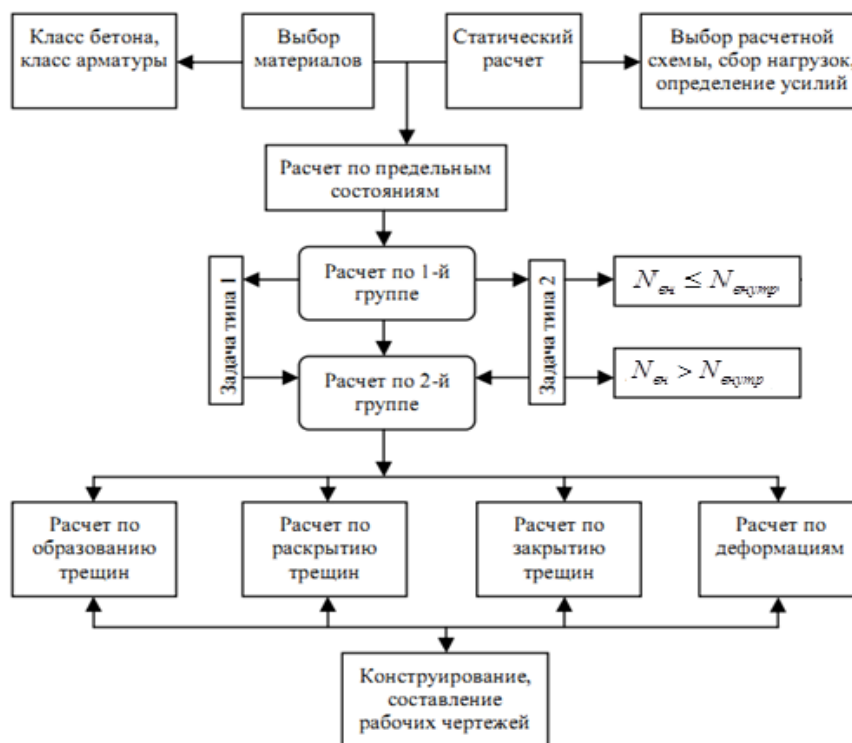 Класс бетона,
класс арматуры
Выбор
материалов
Статический
расчет
Выбор расчетной
схемы, сбор нагрузок,
определение усилий
Расчет по предельным
состояниям
Задача типа 1
Расчет по 1-й
группе
Задача типа 2
N_вн ≤ N_внутр
Расчет по 2-й
группе
N_вн > N_внутр
Расчет по
образованию
трещин
Расчет по
раскрытию
трещин
Расчет по
закрытию
трещин
Расчет по
деформациям
Конструирование,
составление
рабочих чертежей